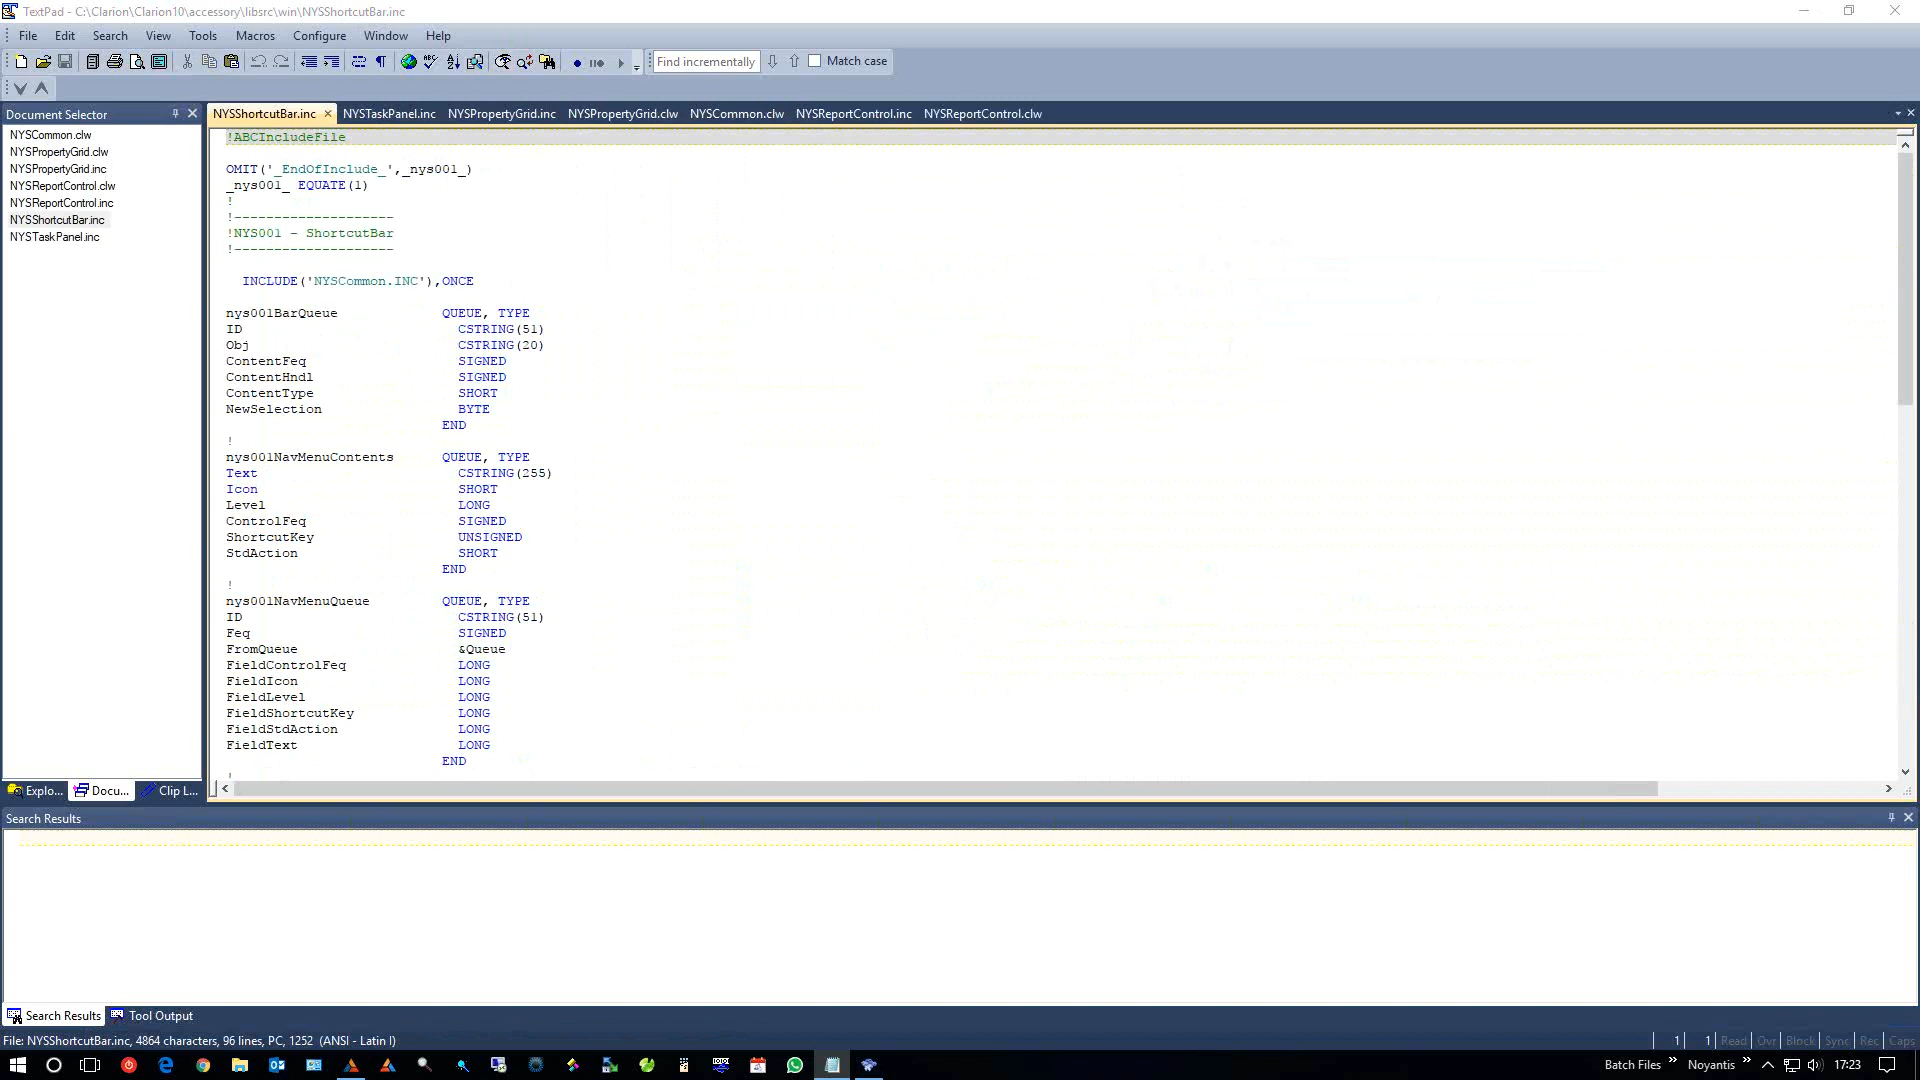 TextPad - C:\Clarion\Clarion10\accessory\libsrc\win\NYSShortcutBar.inc
File Edit Search View Tools Macros Configure Window Help
Find incrementally Match case
Document Selector
NYSCommon.clw
NYSPropertyGrid.clw
NYSPropertyGrid.inc
NYSReportControl.clw
NYSReportControl.inc
NYSShortcutBar.inc
NYSTaskPanel.inc
Explo... Docu... Clip L...
NYSShortcutBar.inc NYSTaskPanel.inc NYSPropertyGrid.inc NYSPropertyGrid.clw NYSCommon.clw NYSReportControl.inc NYSReportControl.clw
!ABCIncludeFile
OMIT('_EndOfInclude_',_nys001_)
_nys001_ EQUATE(1)
!
!--------------------
!NYS001 - ShortcutBar
!--------------------
INCLUDE('NYSCommon.INC'),ONCE
nys001BarQueue QUEUE, TYPE
ID CSTRING(51)
Obj CSTRING(20)
ContentFeq SIGNED
ContentHndl SIGNED
ContentType SHORT
NewSelection BYTE
END
!
nys001NavMenuContents QUEUE, TYPE
Text CSTRING(255)
Icon SHORT
Level LONG
ControlFeq SIGNED
ShortcutKey UNSIGNED
StdAction SHORT
END
!
nys001NavMenuQueue QUEUE, TYPE
ID CSTRING(51)
Feq SIGNED
FromQueue &Queue
FieldControlFeq LONG
FieldIcon LONG
FieldLevel LONG
FieldShortcutKey LONG
FieldStdAction LONG
FieldText LONG
END
!
Search Results
Search Results Tool Output
File: NYSShortcutBar.inc, 4864 characters, 96 lines, PC, 1252 (ANSI - Latin I) 1 1 Read Ovr Block Sync Rec Caps
Batch Files Noyantis 17:23